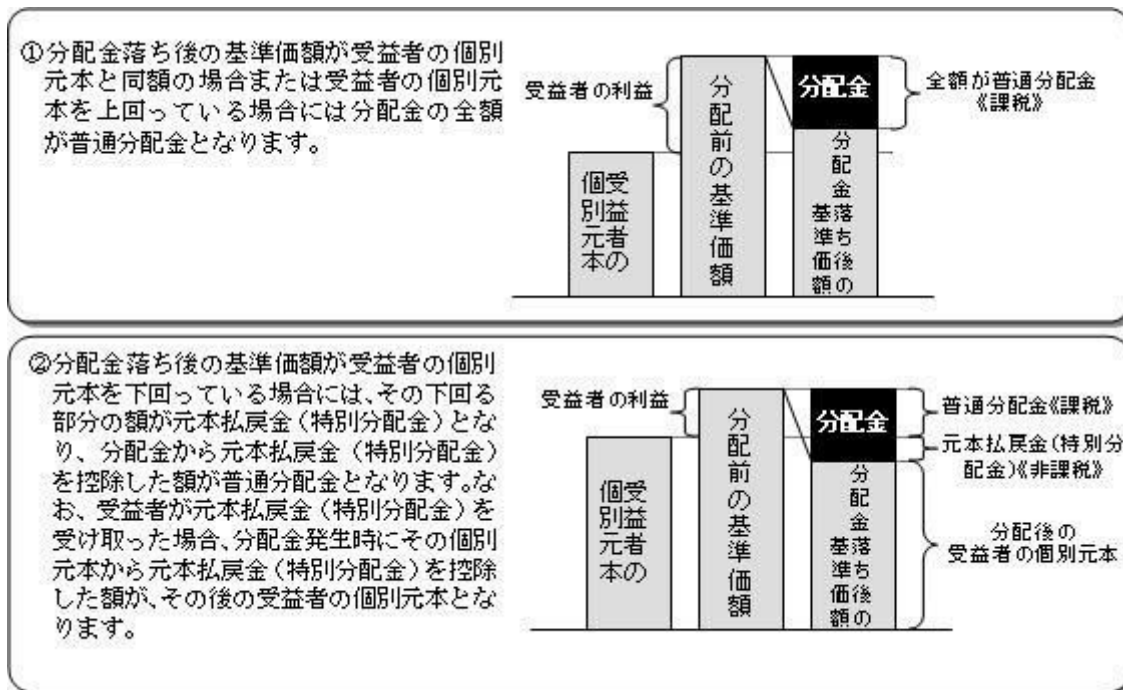 ①分配金落ち後の基準価額が受益者の個別
元本と同額の場合または受益者の個別元
本を上回っている場合には分配金の全額
が普通分配金となります。
受益者の利益
受益者の
個別元本
分配前の基準価額
分配金
分配金落ち後の
基準価額
全額が普通分配金
《課税》
②分配金落ち後の基準価額が受益者の個別
元本を下回っている場合には、その下回る
部分の額が元本払戻金（特別分配金）とな
り、分配金から元本払戻金（特別分配金）
を控除した額が普通分配金となります。な
お、受益者が元本払戻金（特別分配金）を
受け取った場合、分配金発生時にその個別
元本から元本払戻金（特別分配金）を控除
した額が、その後の受益者の個別元本とな
ります。
受益者の利益
受益者の
個別元本
分配前の基準価額
分配金
分配金落ち後の
基準価額
普通分配金《課税》
元本払戻金（特別分
配金）《非課税》
分配後の
受益者の個別元本